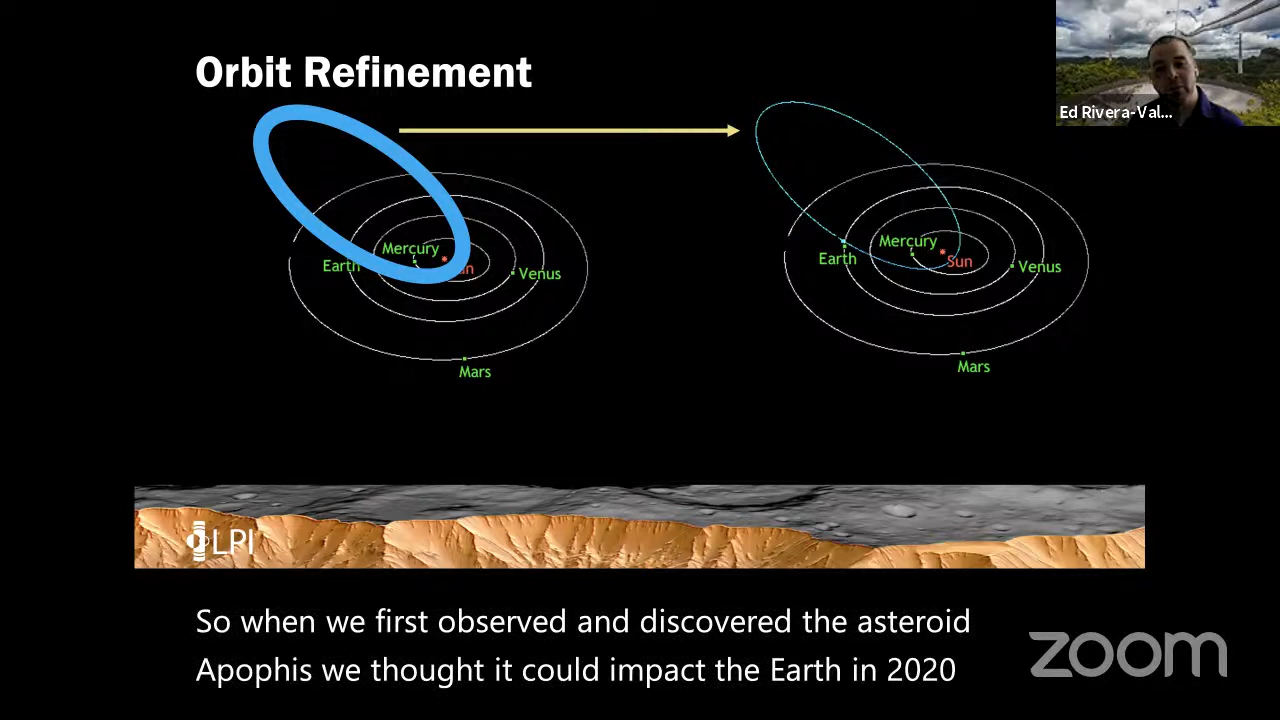 Orbit Refinement
Ed Rivera-Val...
Mercury
Earth
Venus
Mars
Mercury
Earth
Sun
Venus
Mars
LPI
So when we first observed and discovered the asteroid
Apophis we thought it could impact the Earth in 2020
zoom